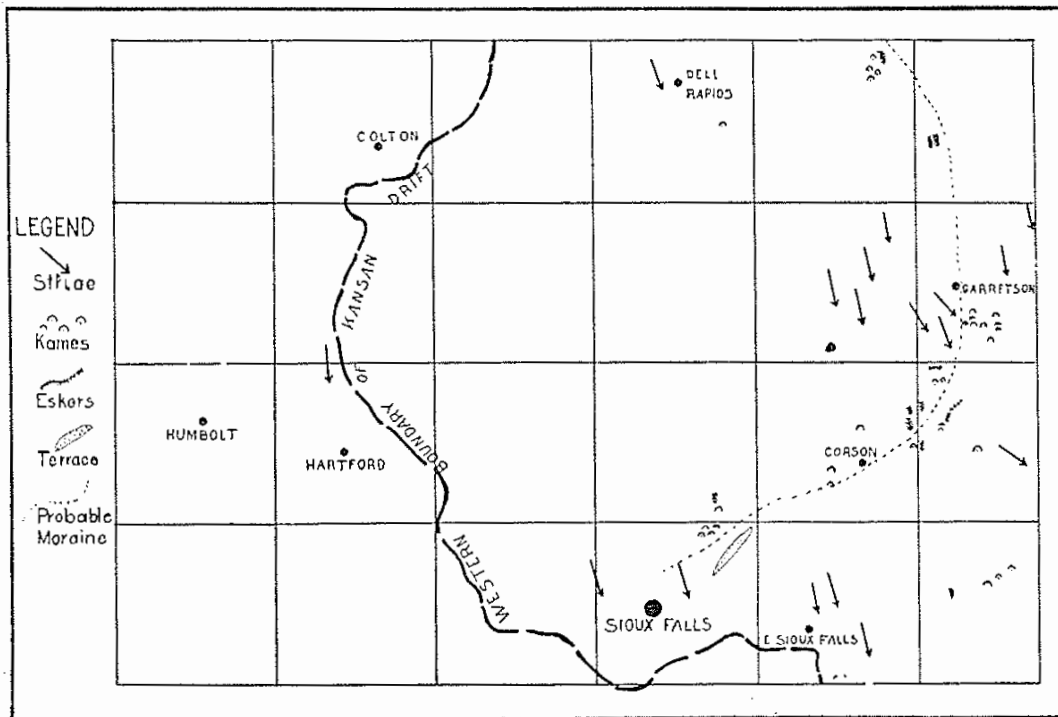 DELL
RAPIDS
COLTON
DRIFT
LEGEND
Striae
KANSAN
GARRETSON
Kames
OF
Eskers
HUMBOLT
BOUNDARY
HARTFORD
CORSON
Terrace
Probable
Moraine
WESTERN
SIOUX FALLS
E SIOUX FALLS